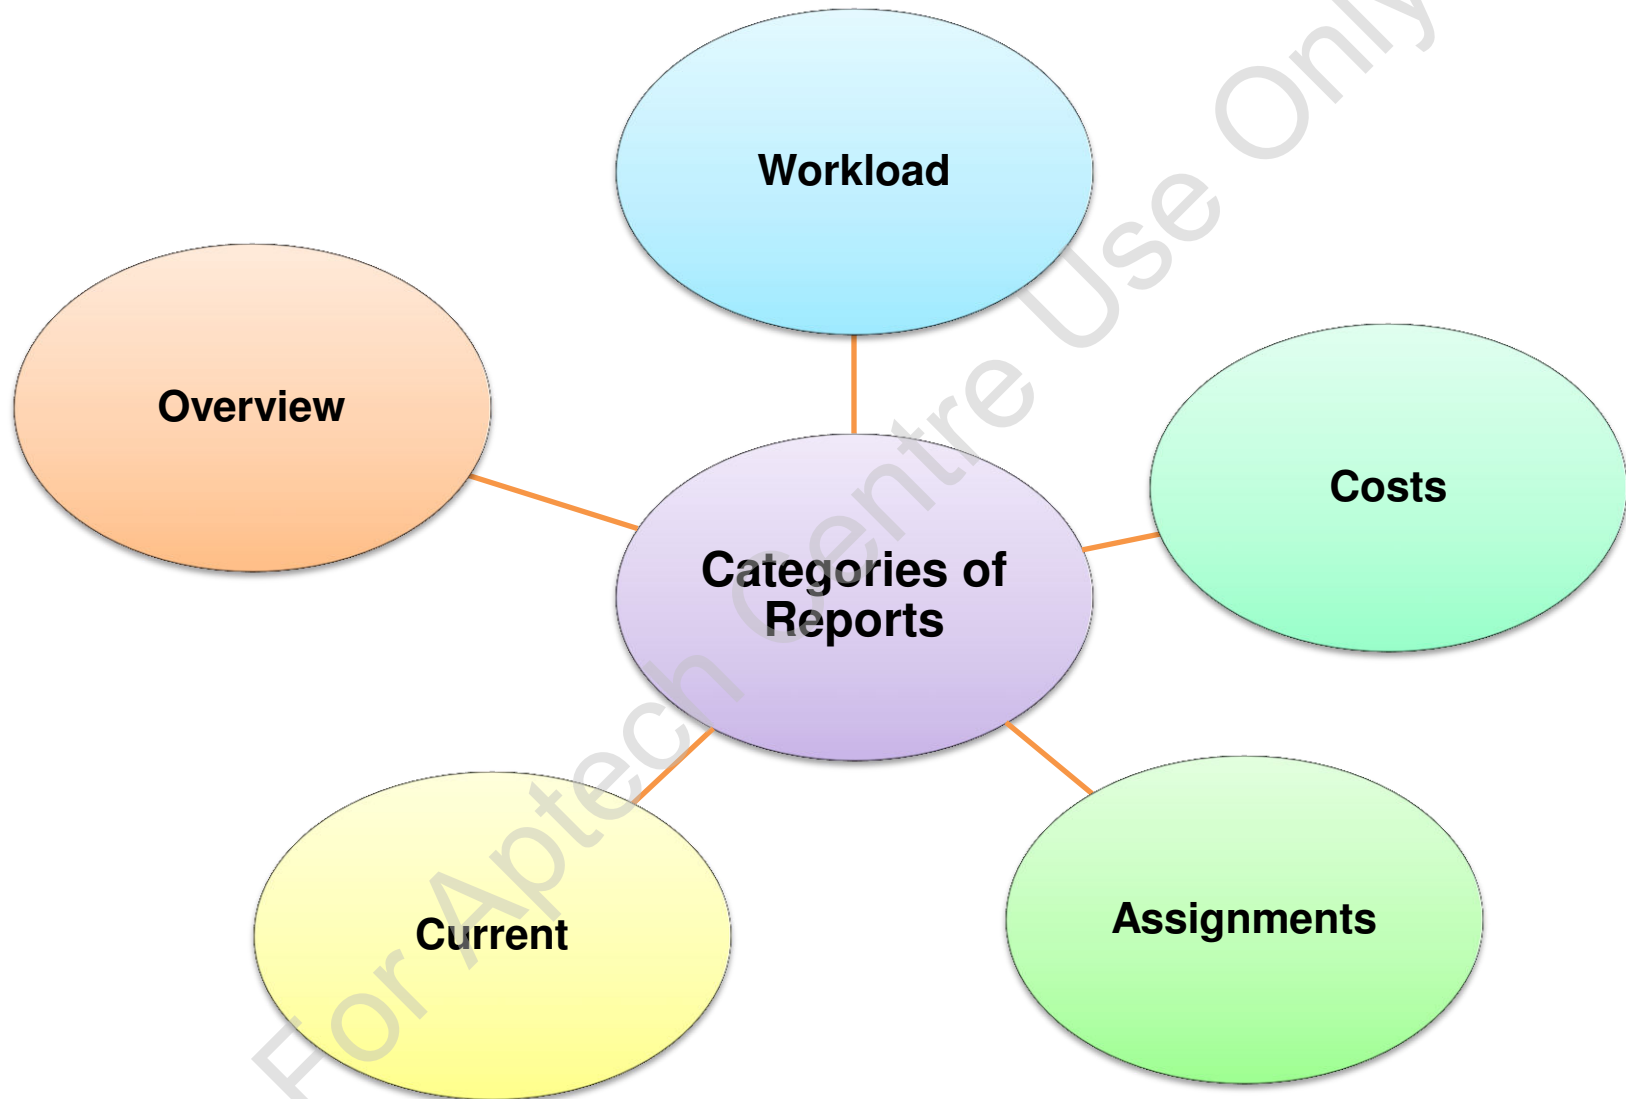 Workload
Overview
Costs
Categories of
Reports
Current
Assignments
For Aptech Centre Use Only